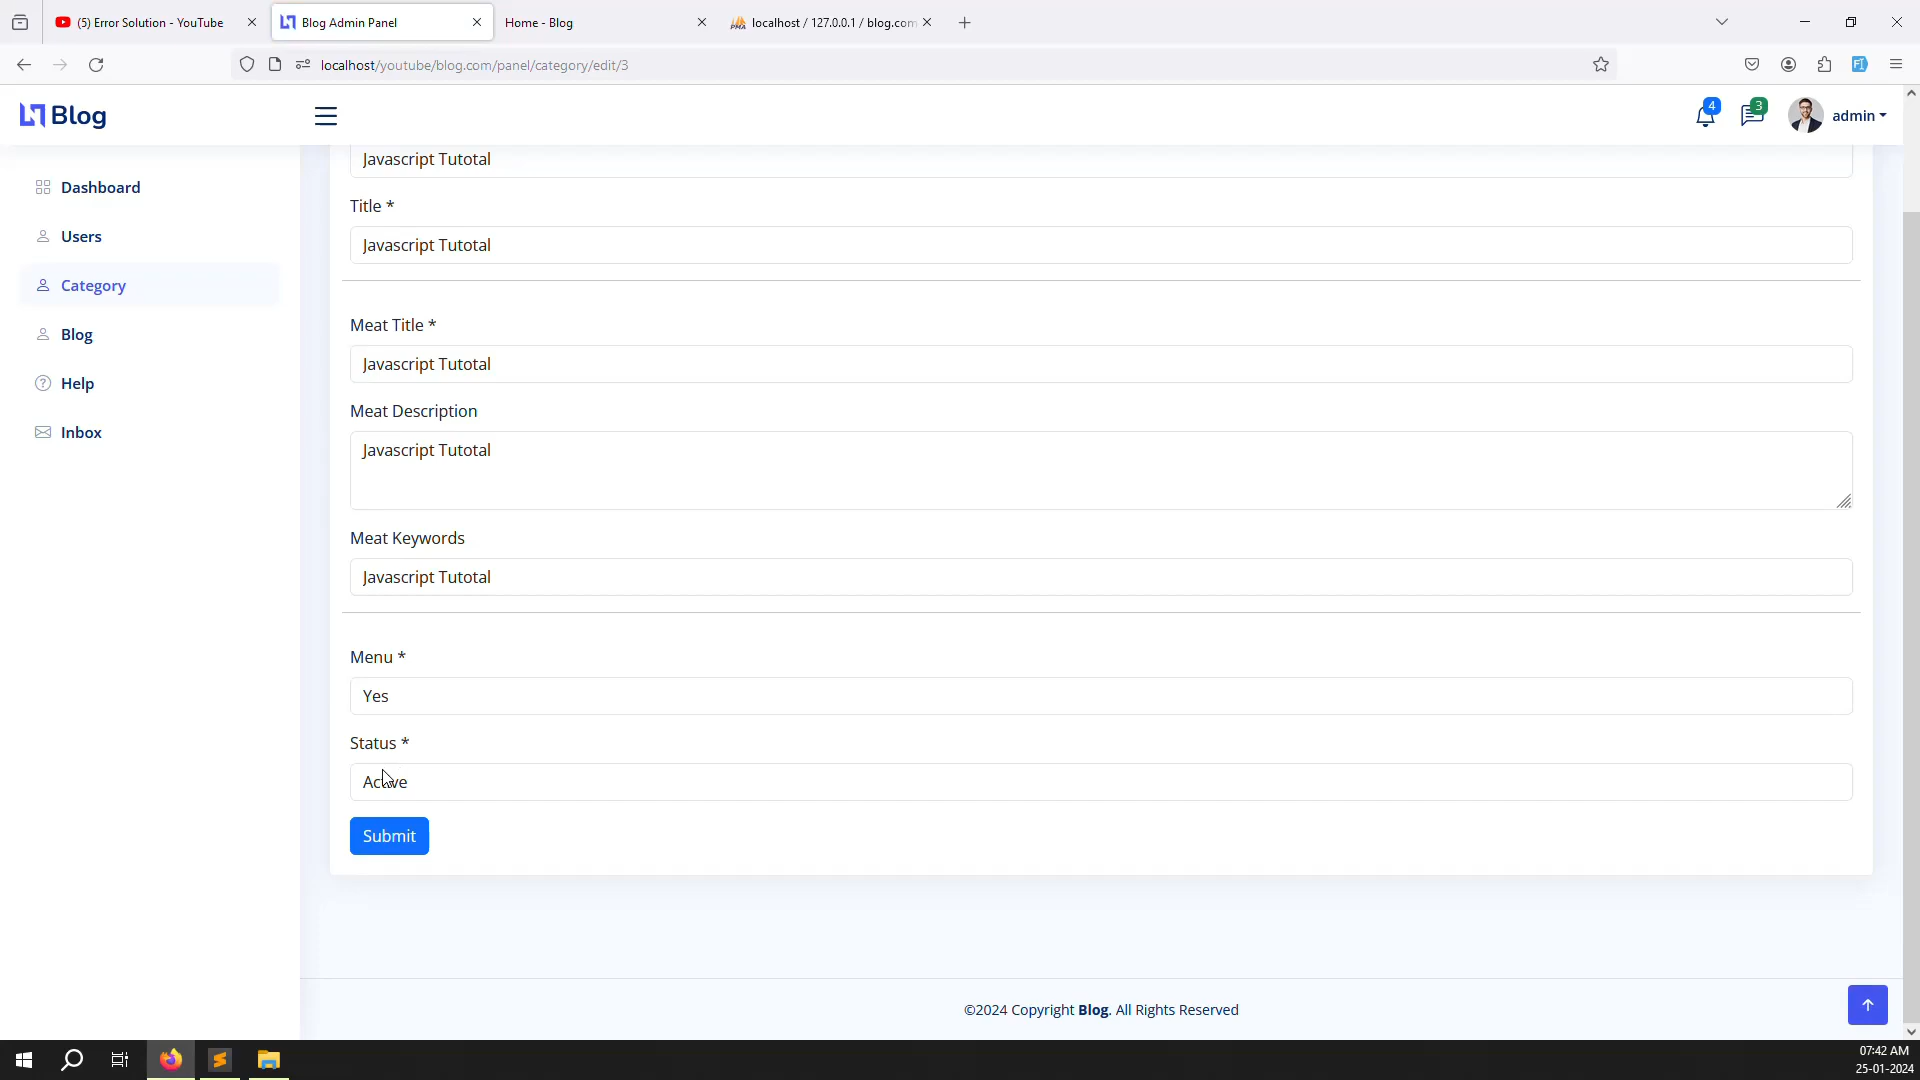 (5) Error Solution - YouTube
Blog Admin Panel
Home - Blog
localhost / 127.0.0.1 / blog.com
localhost/youtube/blog.com/panel/category/edit/3
Blog
4
3
admin
Dashboard
Users
Category
Blog
Help
Inbox
Javascript Tutotal
Title *
Javascript Tutotal
Meat Title *
Javascript Tutotal
Meat Description
Javascript Tutotal
Meat Keywords
Javascript Tutotal
Menu *
Yes
Status *
Active
Submit
©2024 Copyright Blog. All Rights Reserved
07:42 AM
25-01-2024